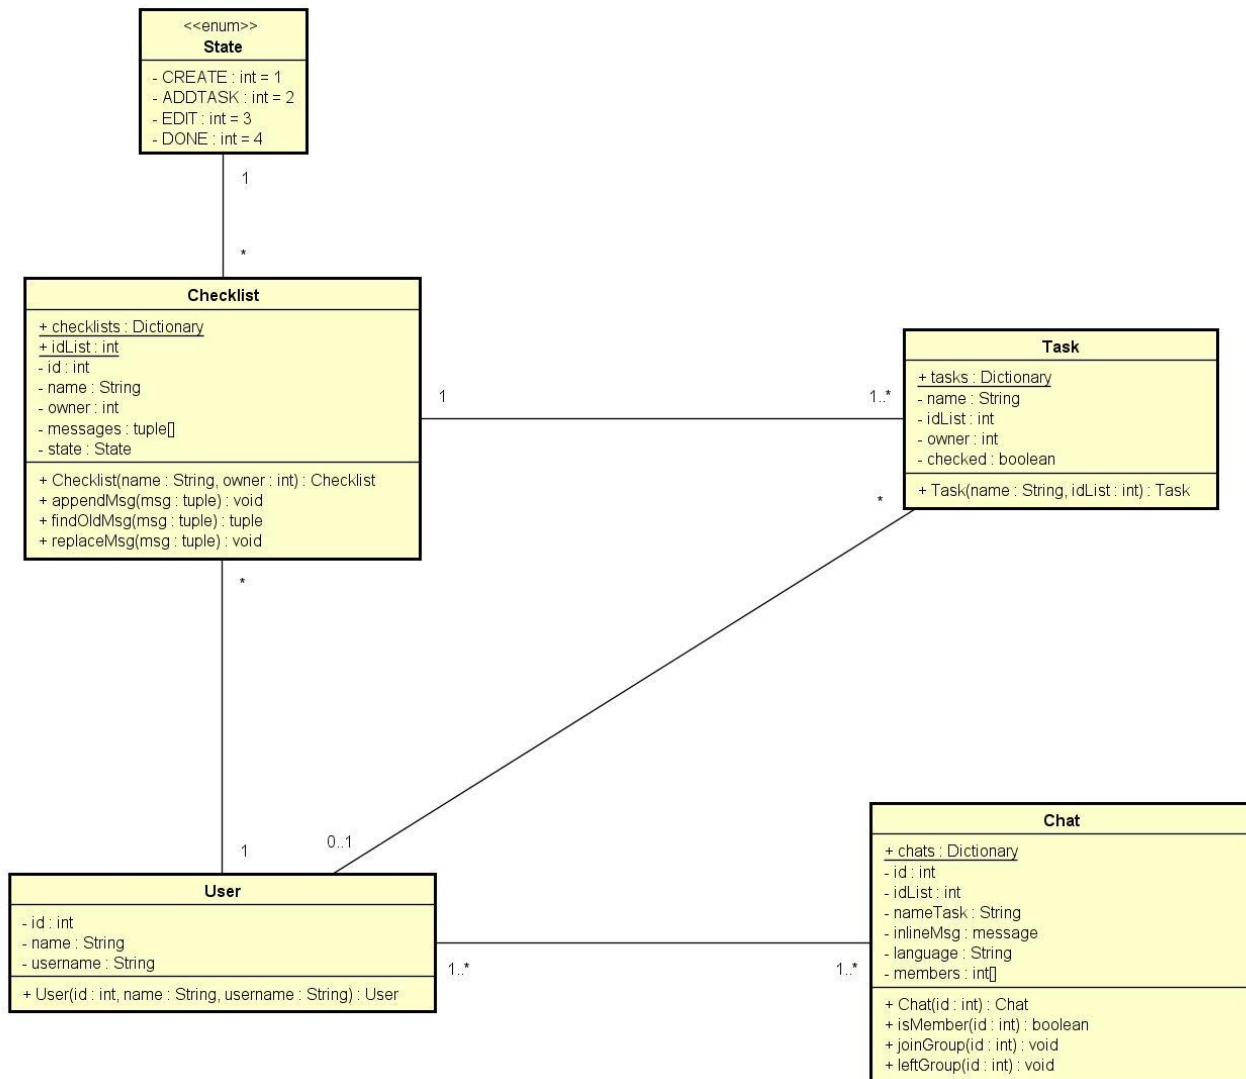 <<enum>>
State
- CREATE : int = 1
- ADDTASK : int = 2
- EDIT : int = 3
- DONE : int = 4
1
*
Checklist
+ checklists : Dictionary
+ idList : int
- id : int
- name : String
- owner : int
- messages : tuple[]
- state : State
+ Checklist(name : String, owner : int) : Checklist
+ appendMsg(msg : tuple) : void
+ findOldMsg(msg : tuple) : tuple
+ replaceMsg(msg : tuple) : void
1
1..*
Task
+ tasks : Dictionary
- name : String
- idList : int
- owner : int
- checked : boolean
+ Task(name : String, idList : int) : Task
*
*
0..1
1
User
- id : int
- name : String
- username : String
+ User(id : int, name : String, username : String) : User
1..*
1..*
Chat
+ chats : Dictionary
- id : int
- idList : int
- nameTask : String
- inlineMsg : message
- language : String
- members : int[]
+ Chat(id : int) : Chat
+ isMember(id : int) : boolean
+ joinGroup(id : int) : void
+ leftGroup(id : int) : void